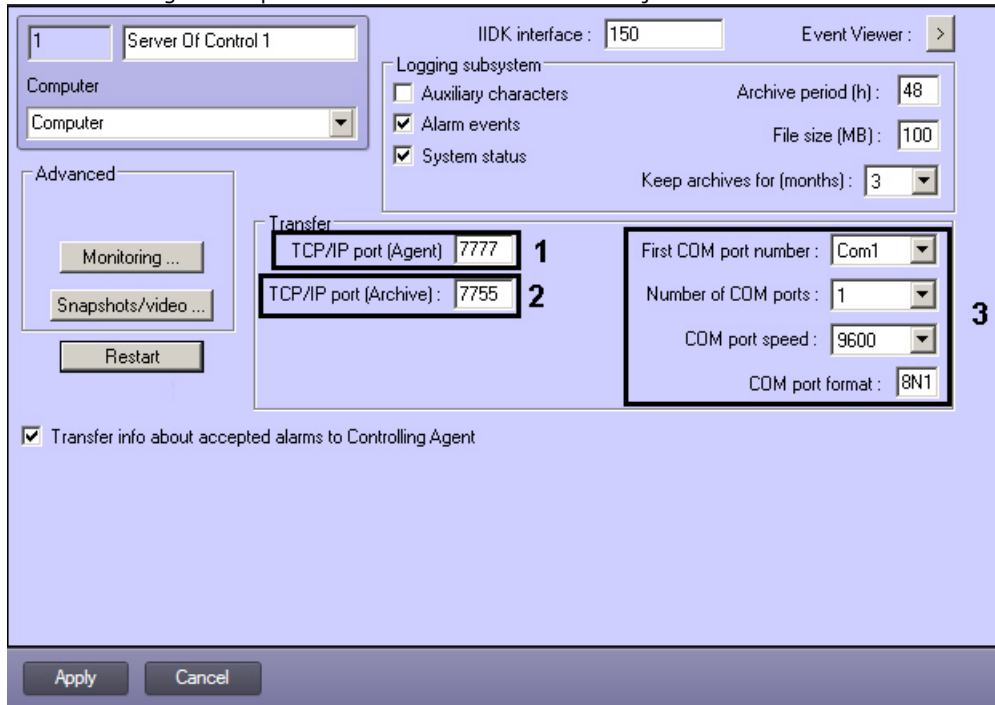 1 Server Of Control 1
IIDK interface : 150
Event Viewer : >
Computer
Computer
Logging subsystem
Auxiliary characters
Alarm events
System status
Archive period (h) : 48
File size (MB) : 100
Keep archives for (months) : 3
Advanced
Monitoring ...
Snapshots/video ...
Restart
Transfer
TCP/IP port (Agent) 7777 1
TCP/IP port (Archive) : 7755 2
First COM port number : Com1
Number of COM ports : 1
COM port speed : 9600
COM port format : 8N1
3
Transfer info about accepted alarms to Controlling Agent
Apply Cancel